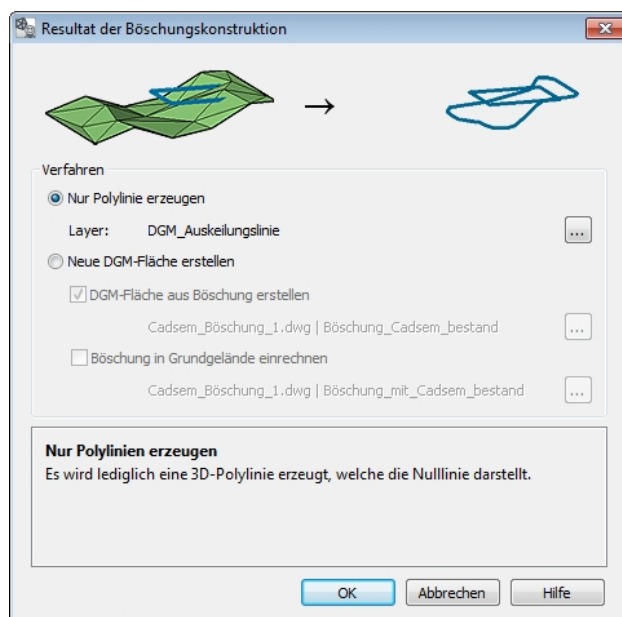 Resultat der Böschungskonstruktion
Verfahren
Nur Polylinie erzeugen
Layer: DGM_Auskeilungslinie ...
Neue DGM-Fläche erstellen
DGM-Fläche aus Böschung erstellen
Cadsem_Böschung_1.dwg | Böschung_Cadsem_bestand ...
Böschung in Grundgelände einrechnen
Cadsem_Böschung_1.dwg | Böschung_mit_Cadsem_bestand ...
Nur Polylinien erzeugen
Es wird lediglich eine 3D-Polylinie erzeugt, welche die Nulllinie darstellt.
OK Abbrechen Hilfe